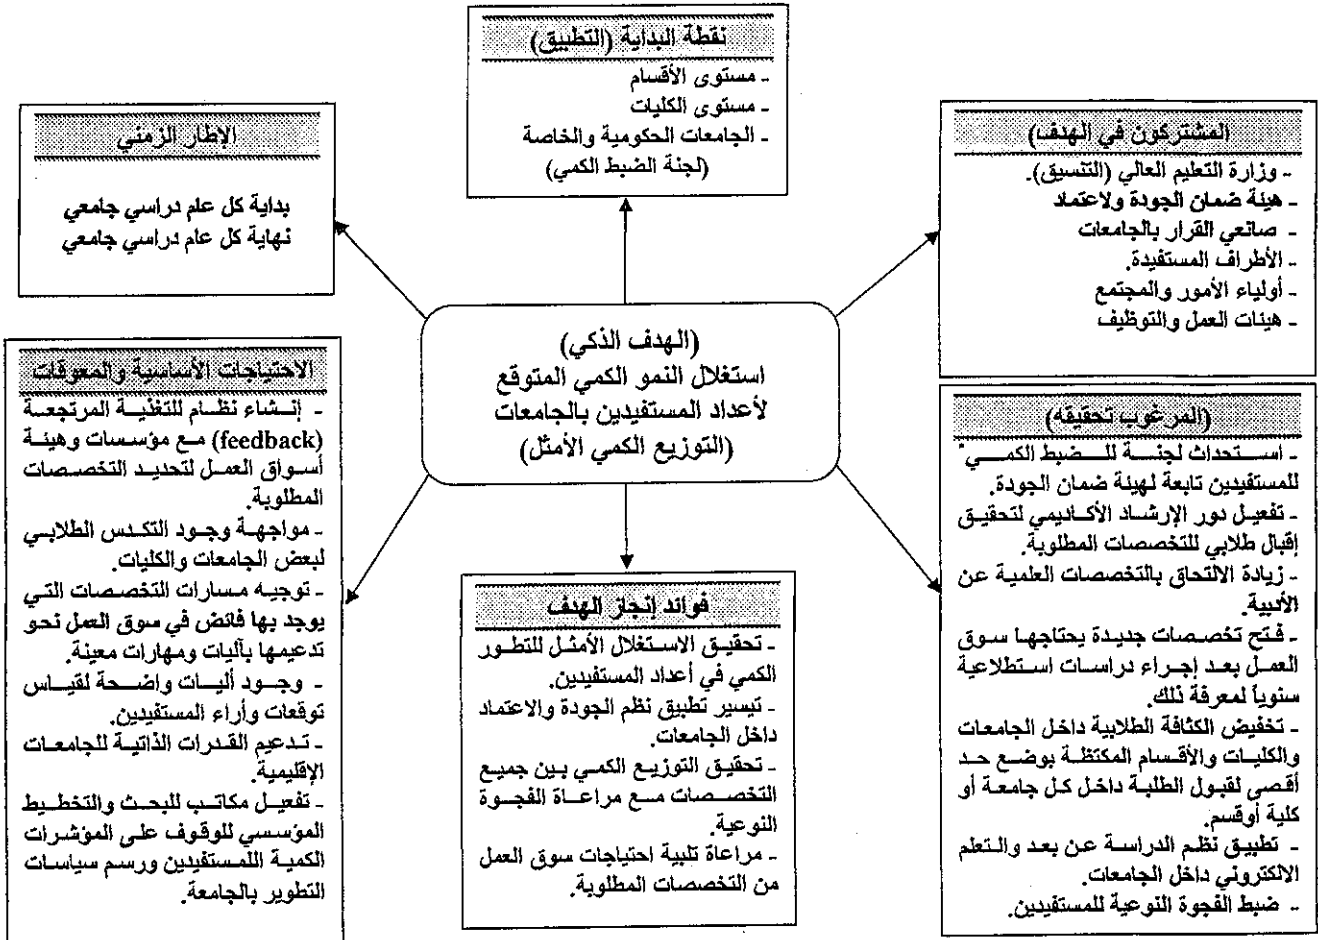 نقطة البداية (التطبيق)
- مستوى الأقسام
- مستوى الكليات
- الجامعات الحكومية والخاصة
(لجنة الضبط الكمي)
المشتركون في الهدف)
- وزارة التعليم العالي (التنسيق).
- هيئة ضمان الجودة ولاعتماد
- صانعي القرار بالجامعات
- الأطراف المستفيدة.
- أولياء الأمور والمجتمع
- هيئات العمل والتوظيف
الإطار الزمني
بداية كل عام دراسي جامعي
نهاية كل عام دراسي جامعي
(الهدف الذكي)
استغلال النمو الكمي المتوقع
لأعداد المستفيدين بالجامعات
(التوزيع الكمي الأمثل)
(المرغوب تحقيقه)
- استحداث لجنة للضبط الكمي"
للمستفيدين تابعة لهيئة ضمان الجودة.
- تفعيل دور الإرشاد الأكاديمي لتحقيق
إقبال طلابي للتخصصات المطلوبة.
- زيادة الالتحاق بالتخصصات العلمية عن
الأدبية.
- فتح تخصصات جديدة يحتاجها سوق
العمل بعد إجراء دراسات استطلاعية
سنوياً لمعرفة ذلك.
- تخفيض الكثافة الطلابية داخل الجامعات
والكليات والأقسام المكتظة بوضع حد
أقصى لقبول الطلبة داخل كل جامعة أو
كلية أوقسم.
- تطبيق نظم الدراسة عن بعد والتعلم
الالكتروني داخل الجامعات.
- ضبط الفجوة النوعية للمستفيدين.
فوائد إنجاز الهدف
- تحقيق الاستغلال الأمثل للتطور
الكمي في أعداد المستفيدين.
- تيسير تطبيق نظم الجودة والاعتماد
داخل الجامعات.
- تحقيق التوزيع الكمي بين جميع
التخصصات مع مراعاة الفجوة
النوعية.
- مراعاة تلبية احتياجات سوق العمل
من التخصصات المطلوبة.
الاحتياجات الأساسية والمعوقات
- إنشاء نظام للتغذية المرتجعة
(feedback) مع مؤسسات وهيئة
أسواق العمل لتحديد التخصصات
المطلوبة.
- مواجهة وجود التكدس الطلابي
لبعض الجامعات والكليات.
- توجيه مسارات التخصصات التي
يوجد بها فائض في سوق العمل نحو
تدعيمها بآليات ومهارات معينة.
- وجود أليات واضحة لقياس
توقعات وأراء المستفيدين.
- تدعيم القدرات الذاتية للجامعات
الإقليمية.
- تفعيل مكاتب للبحث والتخطيط
المؤسسي للوقوف على المؤشرات
الكمية اللمستفيدين ورسم سياسات
التطوير بالجامعة.